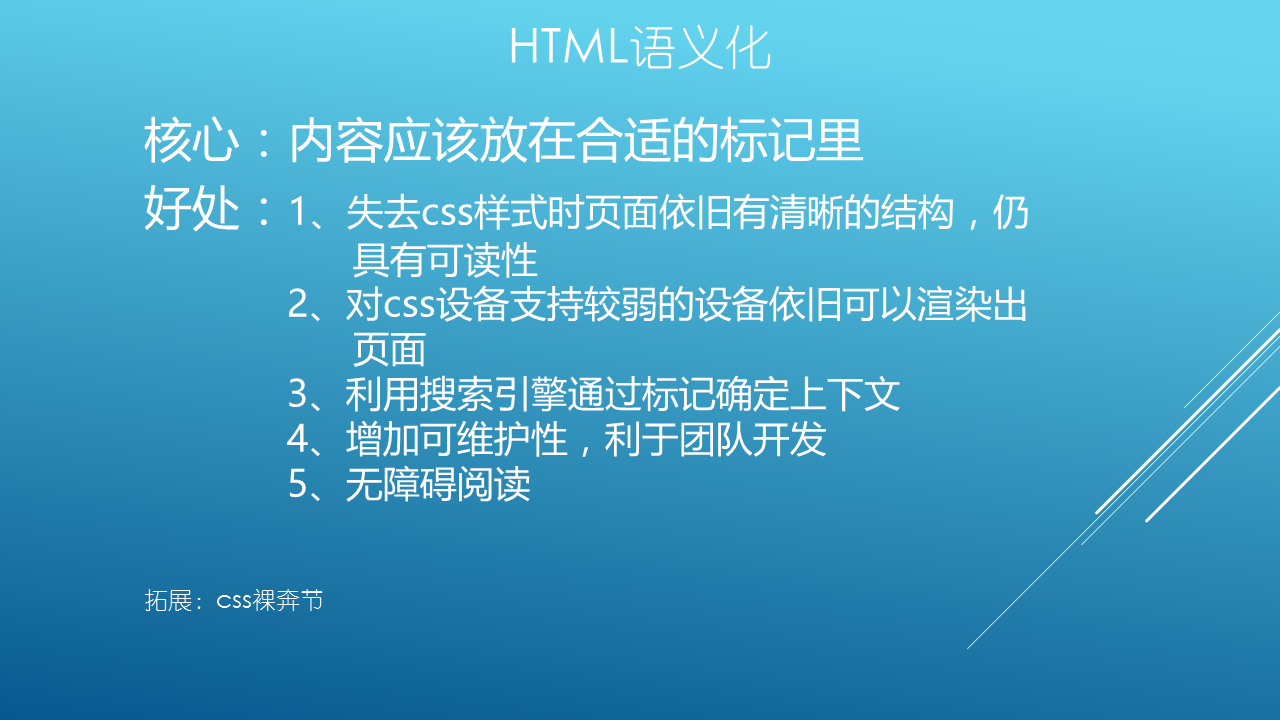 HTML语义化
核心：内容应该放在合适的标记里
好处：1、失去css样式时页面依旧有清晰的结构，仍
具有可读性
2、对css设备支持较弱的设备依旧可以渲染出
页面
3、利用搜索引擎通过标记确定上下文
4、增加可维护性，利于团队开发
5、无障碍阅读
拓展：css裸奔节